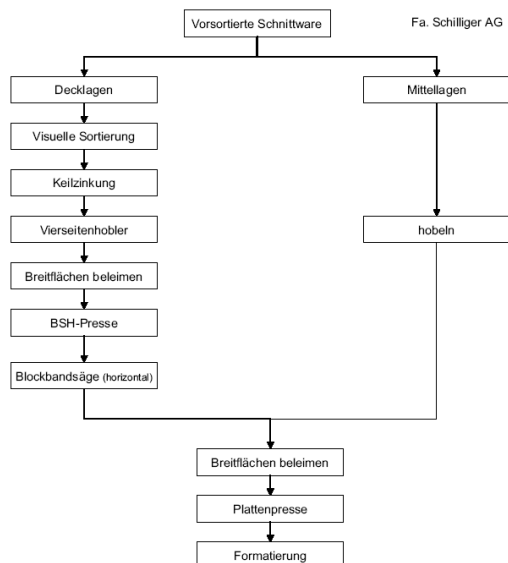 Vorsortierte Schnittware
Fa. Schilliger AG
Decklagen
Mittellagen
Visuelle Sortierung
Keilzinkung
Vierseitenhobler
hobeln
Breitflächen beleimen
BSH-Presse
Blockbandsäge (horizontal)
Breitflächen beleimen
Plattenpresse
Formatierung